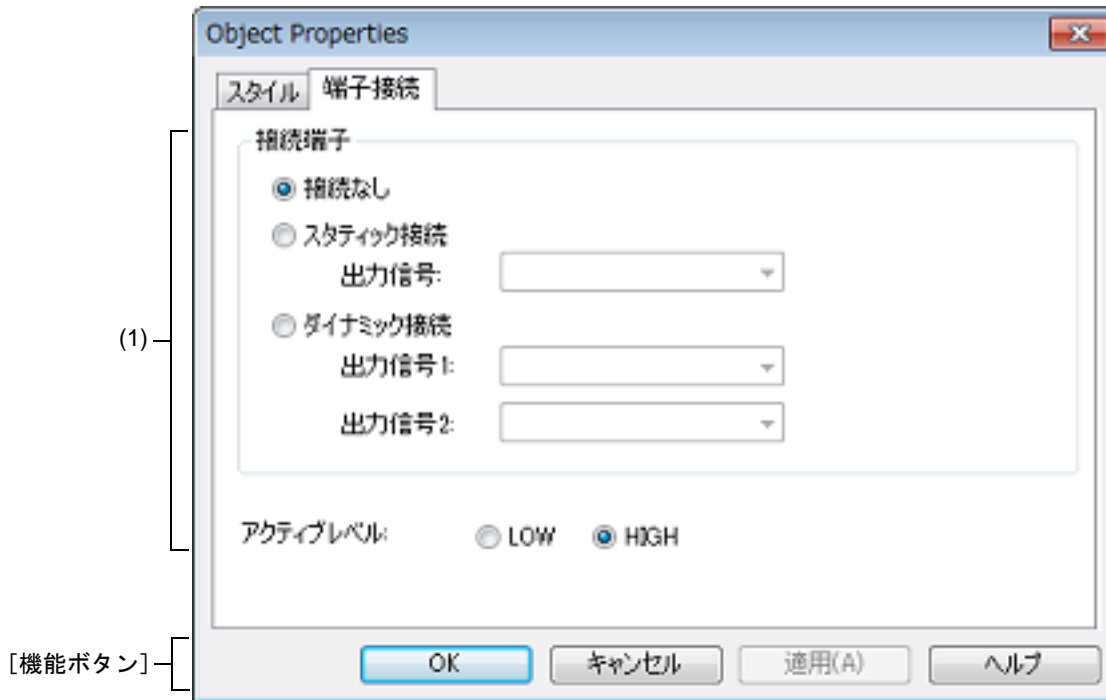 Object Properties
スタイル 端子接続
接続端子
接続なし
スタティック接続
出力信号:
(1)
ダイナミック接続
出力信号1:
出力信号2:
アクティブレベル: LOW HIGH
[機能ボタン]
OK キャンセル 適用(A) ヘルプ